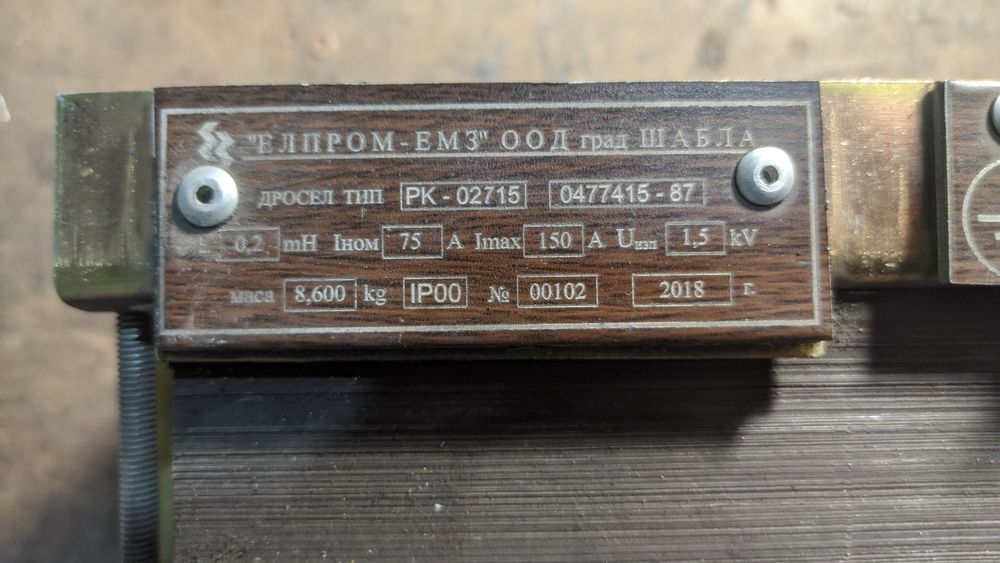 "ЕЛПРОМ-ЕМЗ" ООД град ШАБЛА
ДРОСЕЛ ТИП РК - 02715 0477415 - 87
0,2 mH Iном 75 A Imax 150 A Uизп 1,5 kV
маса 8,600 kg IP00 № 00102 2018 г.